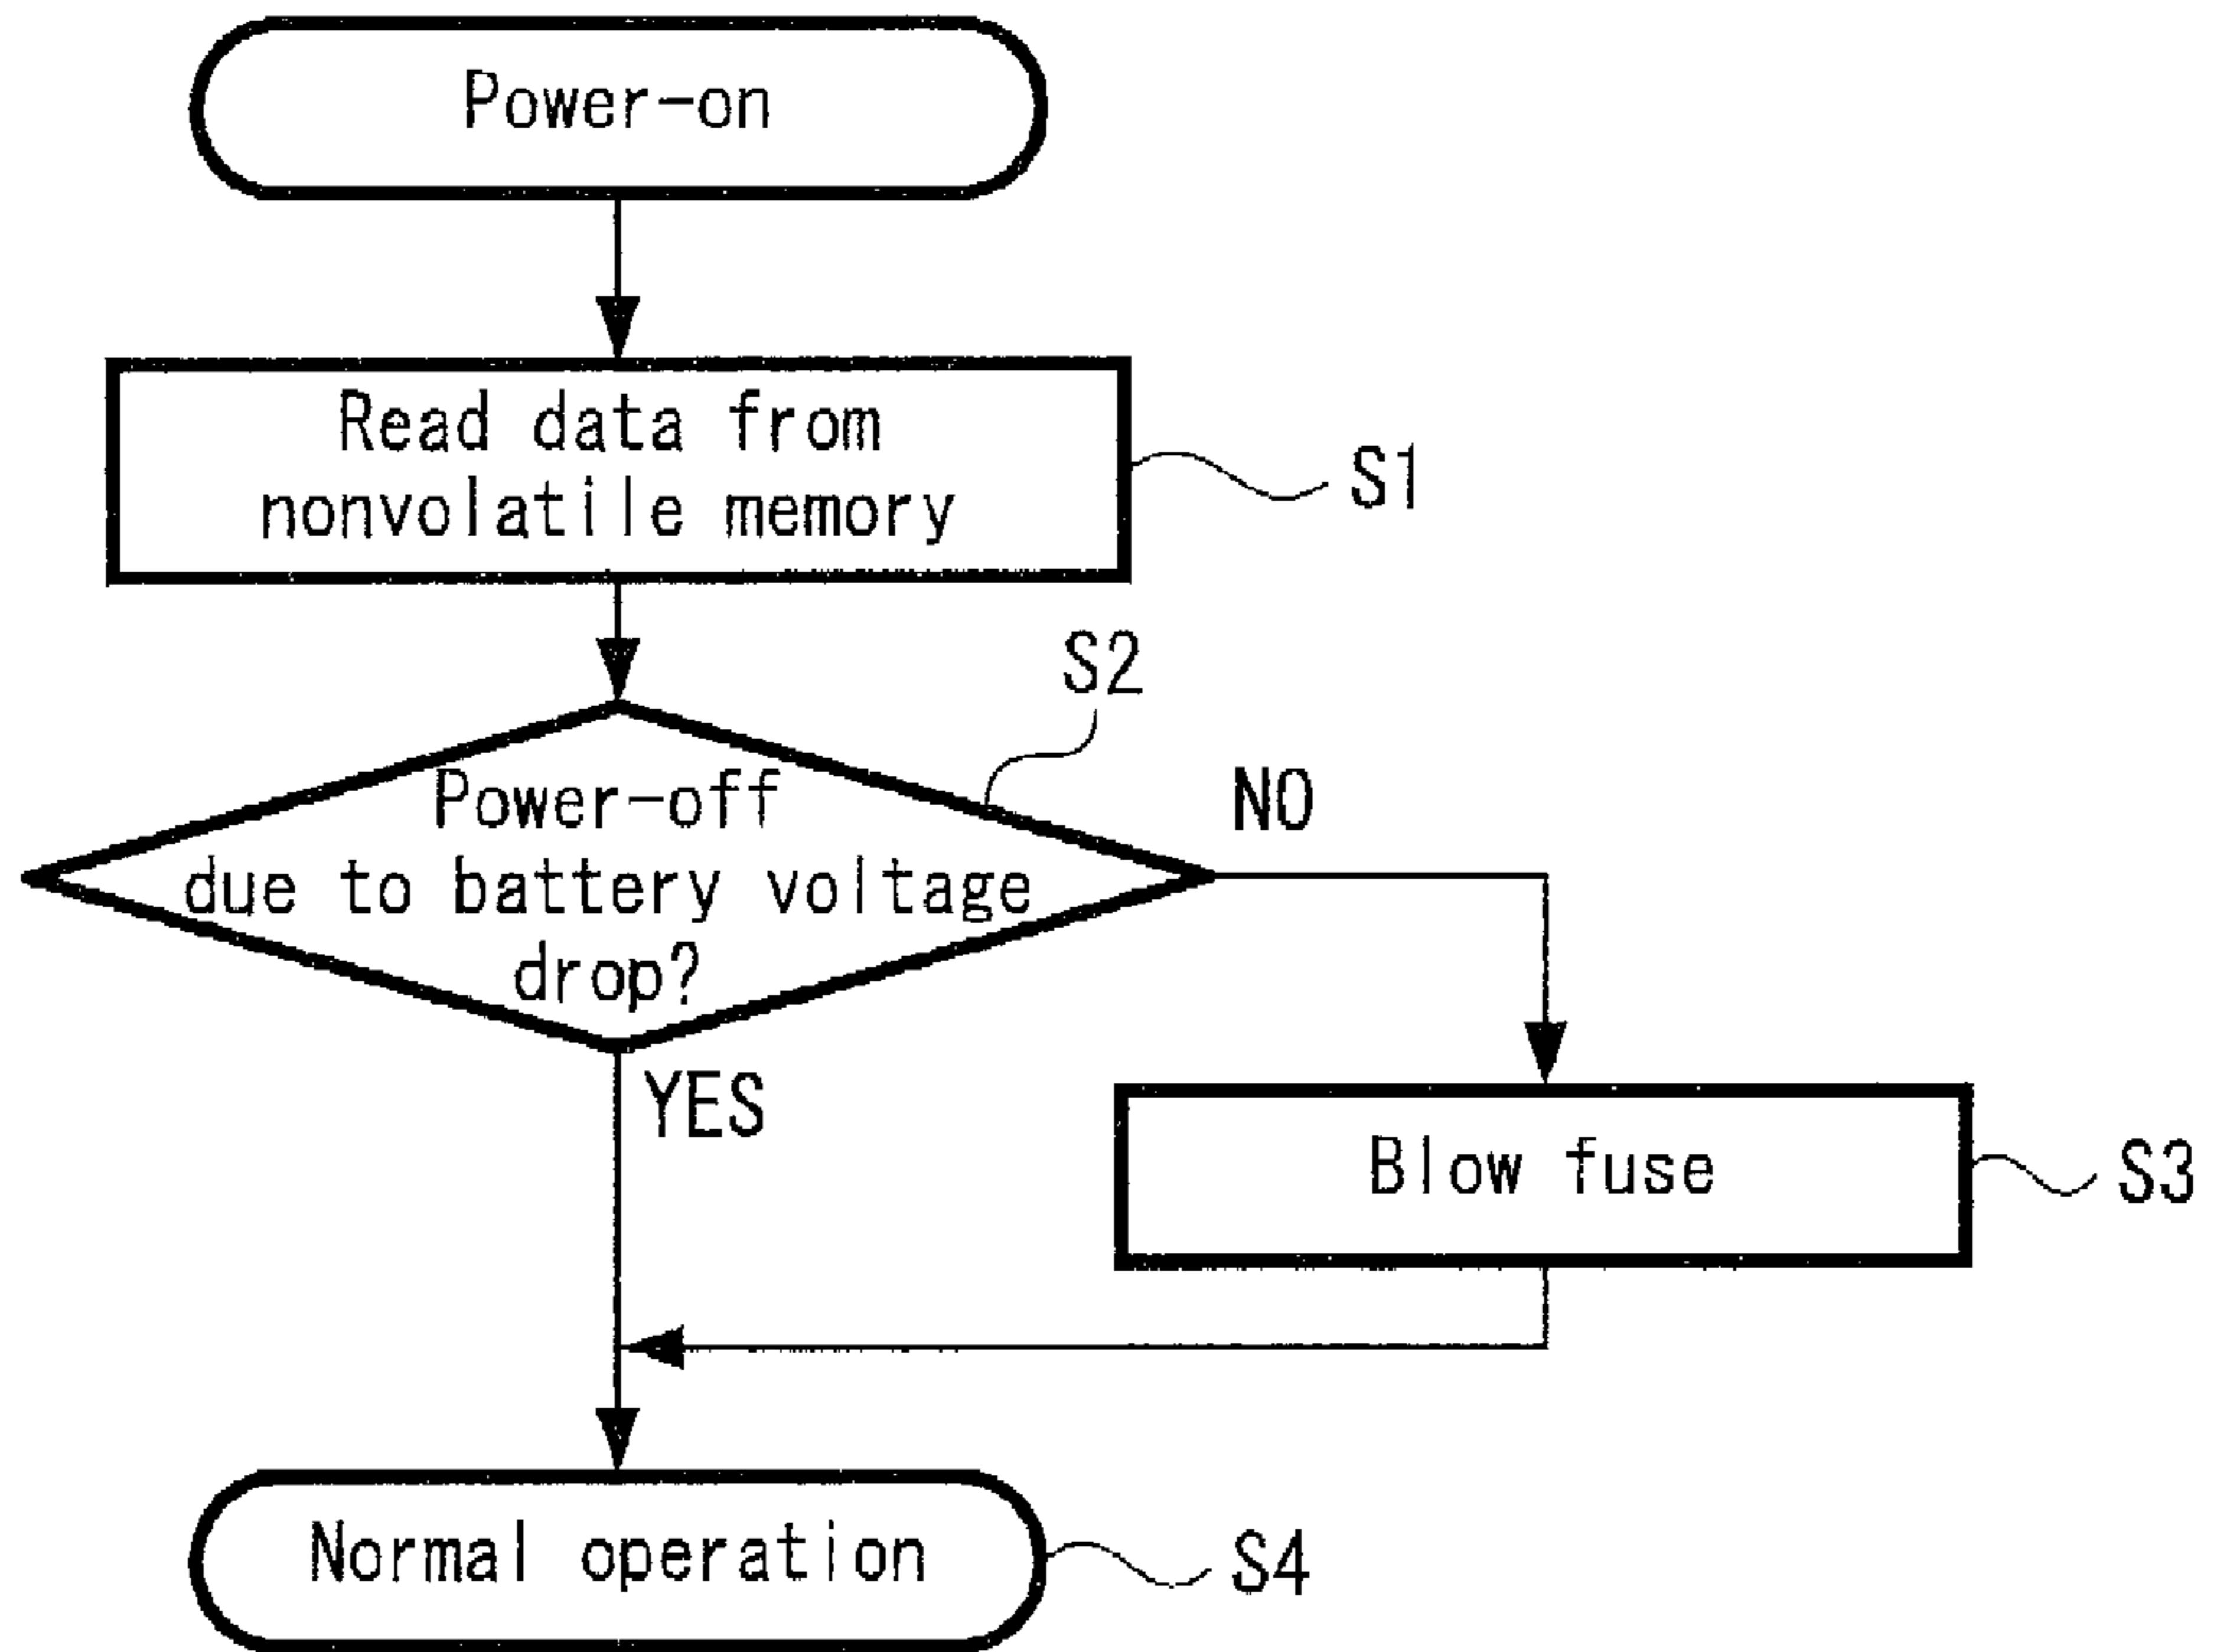 Power-on
Read data from
nonvolatile memory
S1
S2
Power-off
due to battery voltage
drop?
NO
YES
Blow fuse
S3
Normal operation
S4